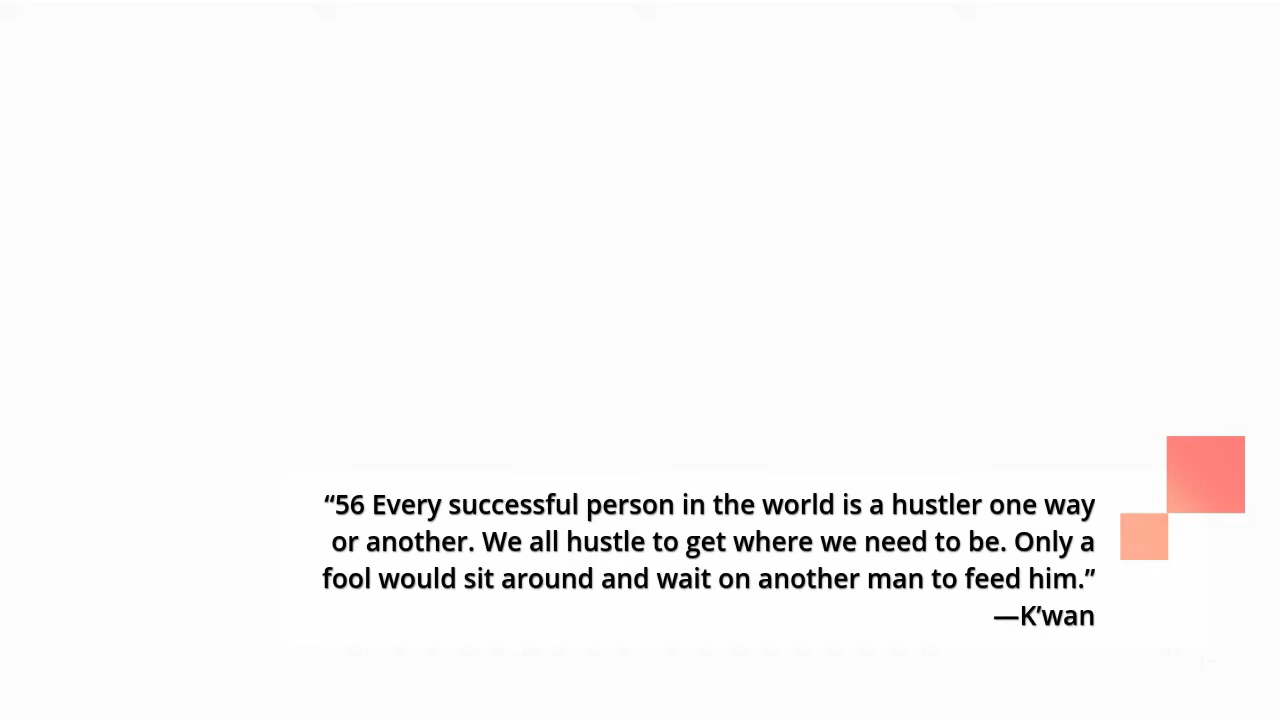 “56 Every successful person in the world is a hustler one way
or another. We all hustle to get where we need to be. Only a
fool would sit around and wait on another man to feed him.”
—K’wan